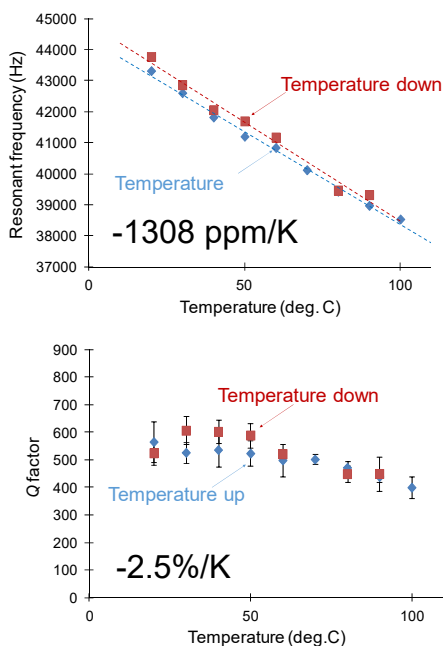 45000
44000
43000
42000
41000
40000
39000
38000
37000
Resonant frequency (Hz)
Temperature down
Temperature
-1308 ppm/K
0
50
100
Temperature (deg. C)
900
800
700
600
500
400
300
200
100
0
Q factor
Temperature down
Temperature up
-2.5%/K
0
50
100
Temperature (deg.C)